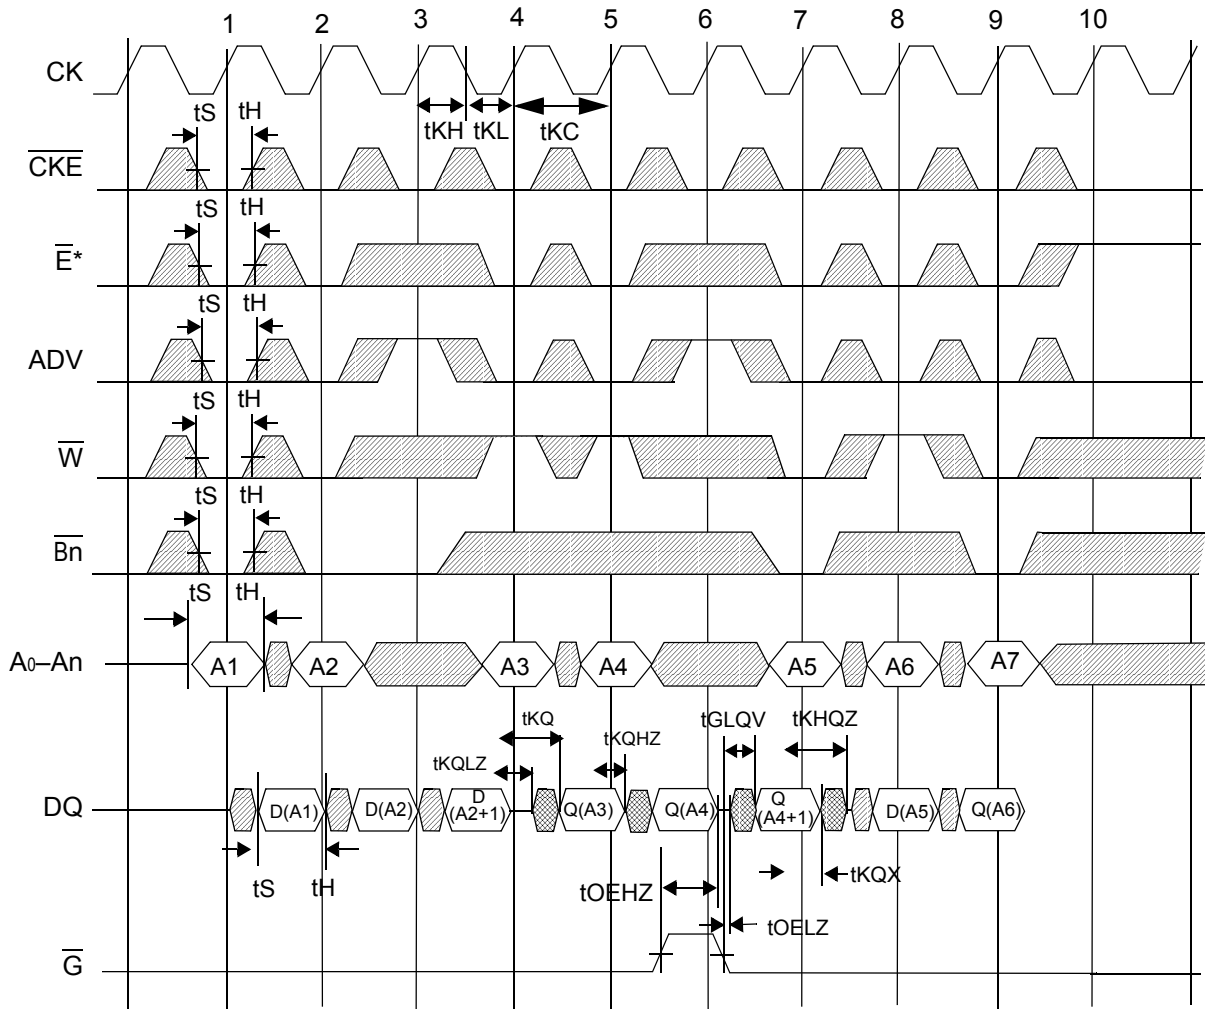 1 2 3 4 5 6 7 8 9 10
CK
tS tH tKH tKL tKC
CKE
tS tH
E*
tS tH
ADV
tS tH
W
tS tH
Bn
tS tH
A0–An A1 A2 A3 A4 A5 A6 A7
tKQ tGLQV tKHQZ
tKQLZ tKQHZ
DQ D(A1) D(A2) D (A2+1) Q(A3) Q(A4) Q (A4+1) D(A5) Q(A6)
tS tH tOEHZ tKQX
tOELZ
G